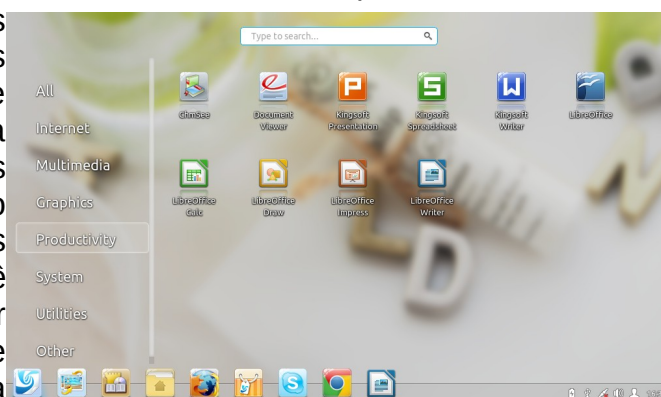 Type to search...
All
Internet
Multimedia
Graphics
Productivity
System
Utilities
Other
ChmSee
Document Viewer
Kingsoft Presentation
Kingsoft Spreadsheet
Kingsoft Writer
LibreOffice
LibreOffice Calc
LibreOffice Draw
LibreOffice Impress
LibreOffice Writer